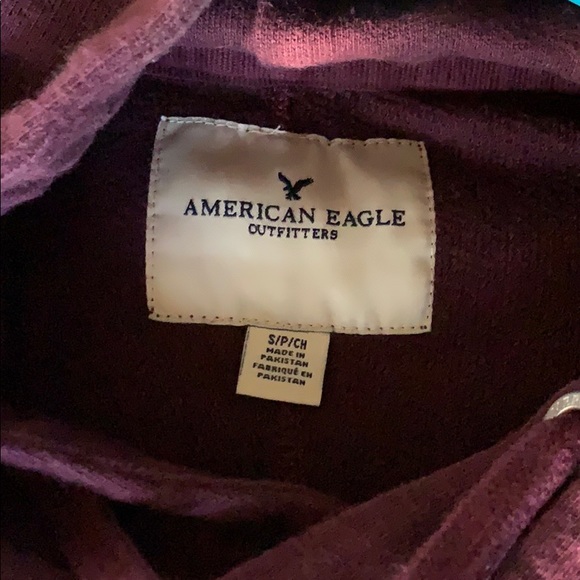 AMERICAN EAGLE
OUTFITTERS
S/P/CH
MADE IN
PAKISTAN
FABRIQUÉ EN
PAKISTAN